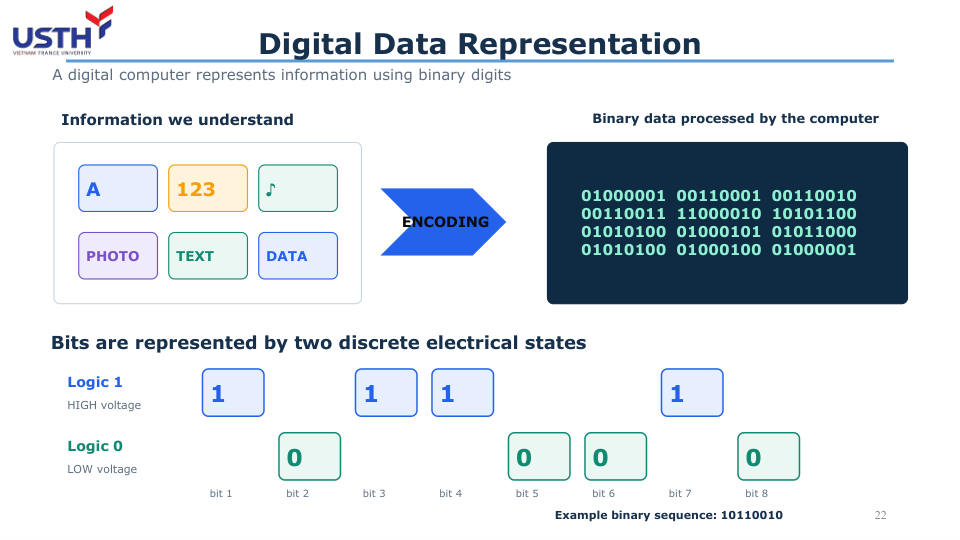 USTH
VIETNAM FRANCE UNIVERSITY
Digital Data Representation
A digital computer represents information using binary digits
Information we understand
Binary data processed by the computer
A 123 ♪
PHOTO TEXT DATA
ENCODING
01000001 00110001 00110010
00110011 11000010 10101100
01010100 01000101 01011000
01010100 01000100 01000001
Bits are represented by two discrete electrical states
Logic 1
HIGH voltage
1 1 1 1
Logic 0
LOW voltage
0 0 0 0
bit 1 bit 2 bit 3 bit 4 bit 5 bit 6 bit 7 bit 8
Example binary sequence: 10110010
22